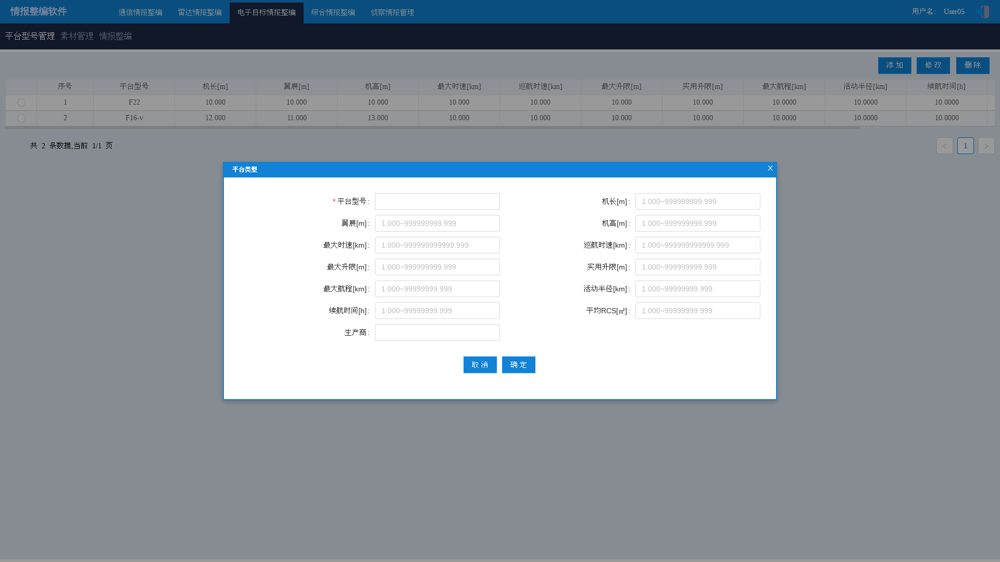 情报整编软件 通信情报整编 雷达情报整编 电子目标情报整编 综合情报整编 侦察情报管理 用户名: User05
平台型号管理 素材管理 情报整编
添 加 修 改 删 除
序号 平台型号 机长[m] 翼展[m] 机高[m] 最大时速[km] 巡航时速[km] 最大升限[m] 实用升限[m] 最大航程[km] 活动半径[km] 续航时间[h]
1 F22 10.000 10.000 10.000 10.000 10.000 10.000 10.000 10.0000 10.0000 10.0000
2 F16-v 12.000 11.000 13.000 10.000 10.000 10.000 10.000 10.0000 10.0000 10.0000
共 2 条数据,当前 1/1 页 < 1 >
平台类型 X
* 平台型号: 机长[m]: 1.000~999999999.999
翼展[m]: 1.000~999999999.999 机高[m]: 1.000~999999999.999
最大时速[km]: 1.000~999999999999.999 巡航时速[km]: 1.000~999999999999.999
最大升限[m]: 1.000~999999999.999 实用升限[m]: 1.000~999999999.999
最大航程[km]: 1.000~99999999.999 活动半径[km]: 1.000~99999999.999
续航时间[h]: 1.000~99999999.999 平均RCS[㎡]: 1.000~99999999.999
生产商:
取 消 确 定